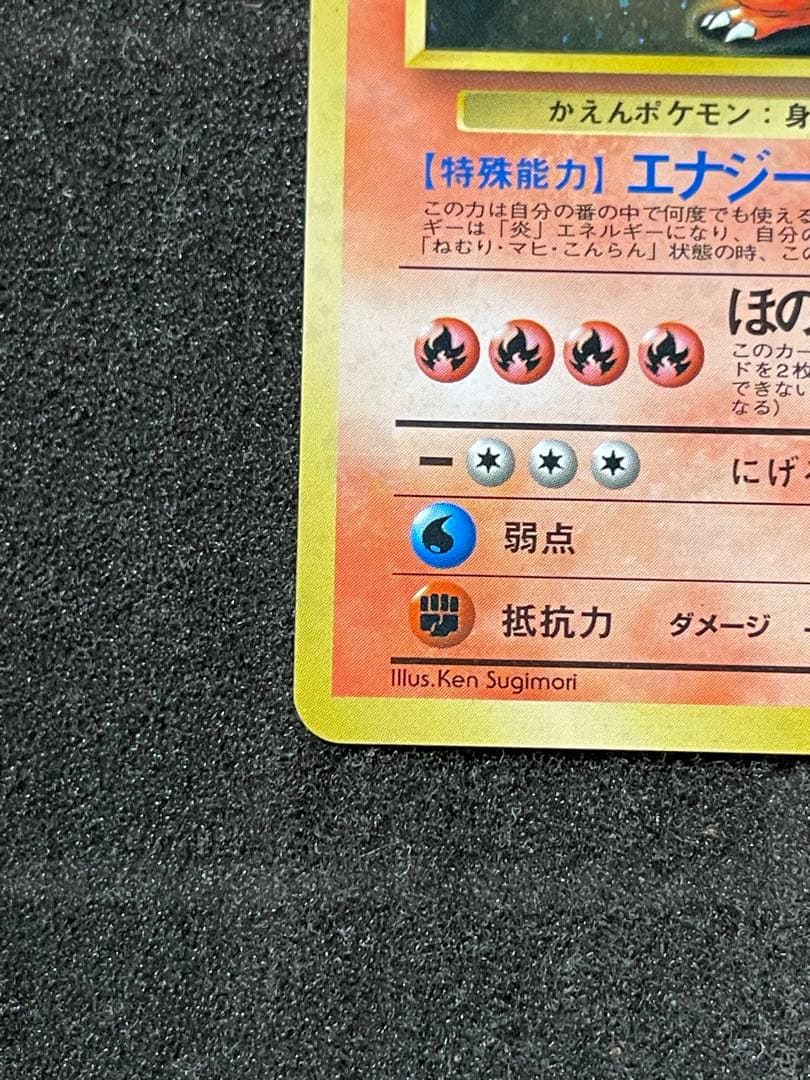 かえんポケモン：身
【特殊能力】エナジー
この力は自分の番の中で何度でも使える
ギーは「炎」エネルギーになり、自分の
「ねむり・マヒ・こんらん」状態の時、この
ほの
このカー
ドを2枚
できない
なる）
にげ
弱点
抵抗力 ダメージ
Illus.Ken Sugimori